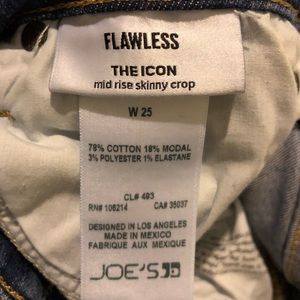 FLAWLESS
THE ICON
mid rise skinny crop
W 25
78% COTTON 18% MODAL
3% POLYESTER 1% ELASTANE
CL# 493
RN# 106214 CA# 35037
DESIGNED IN LOS ANGELES
MADE IN MEXICO
FABRIQUE AUX MEXIQUE
JOE'S